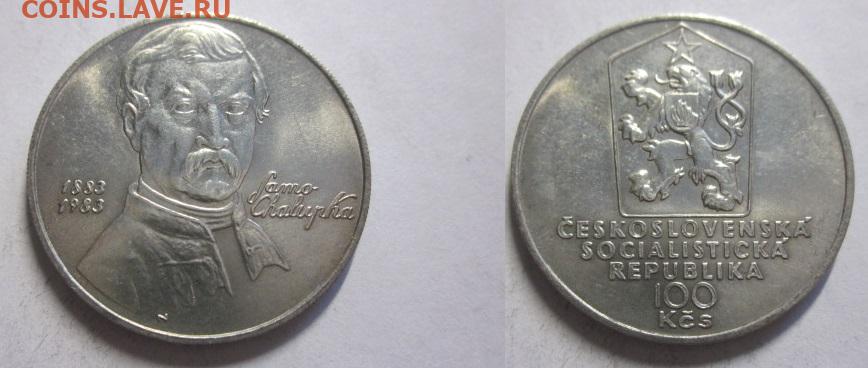 COINS.LAVE.RU
1883
1983
Samo
Chalupka
ČESKOSLOVENSKÁ
SOCIALISTICKÁ
REPUBLIKA
100
Kčs